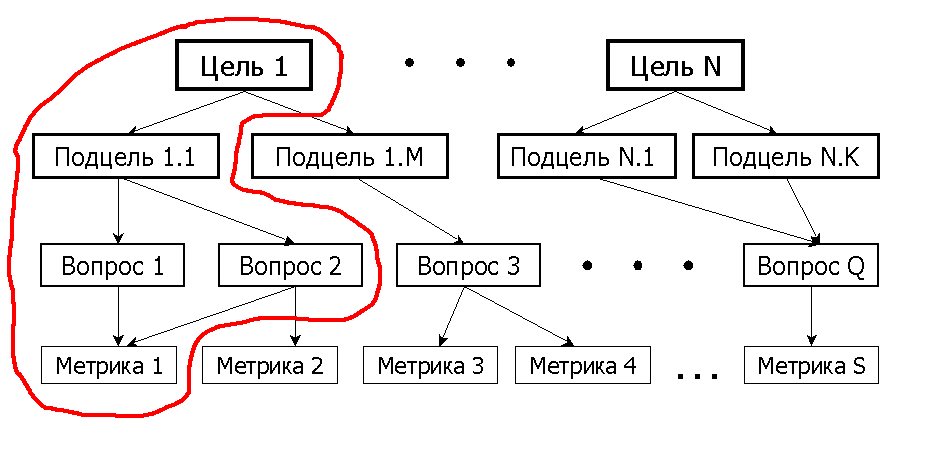 Цель 1
Цель N
Подцель 1.1
Подцель 1.M
Подцель N.1
Подцель N.K
Вопрос 1
Вопрос 2
Вопрос 3
Вопрос Q
Метрика 1
Метрика 2
Метрика 3
Метрика 4
...
Метрика S